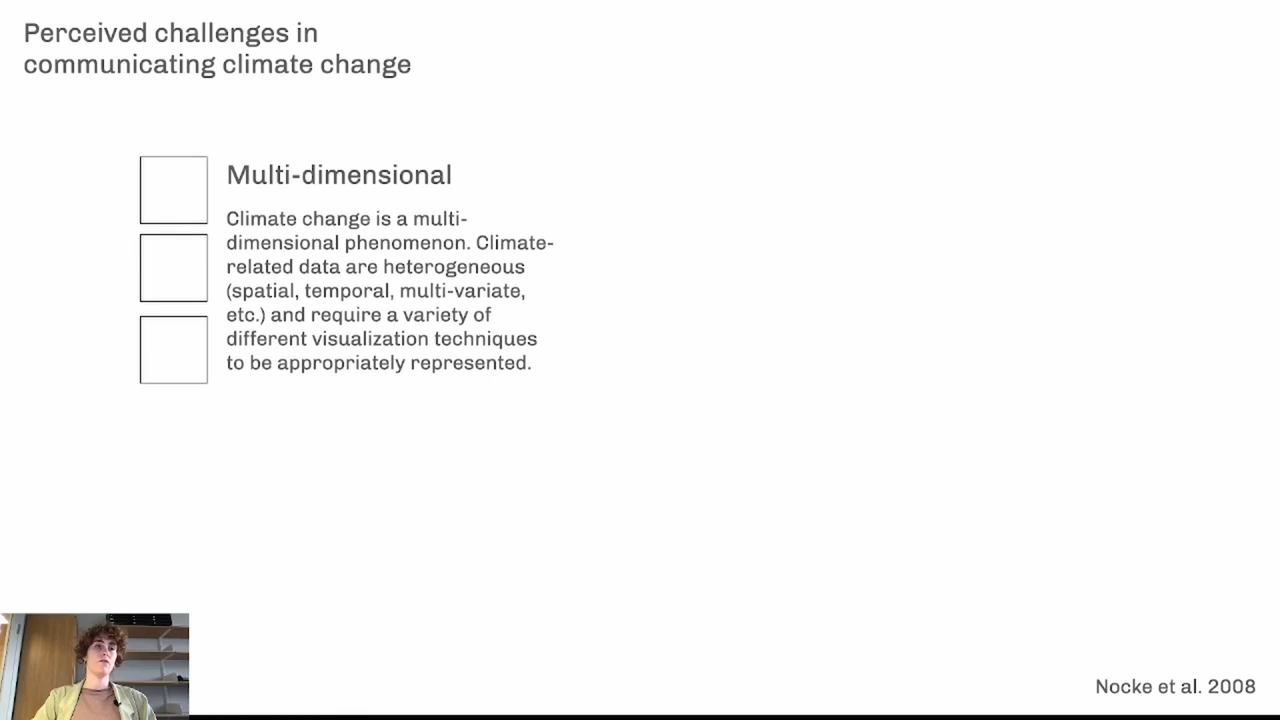 Perceived challenges in
communicating climate change
Multi-dimensional
Climate change is a multi-
dimensional phenomenon. Climate-
related data are heterogeneous
(spatial, temporal, multi-variate,
etc.) and require a variety of
different visualization techniques
to be appropriately represented.
Nocke et al. 2008